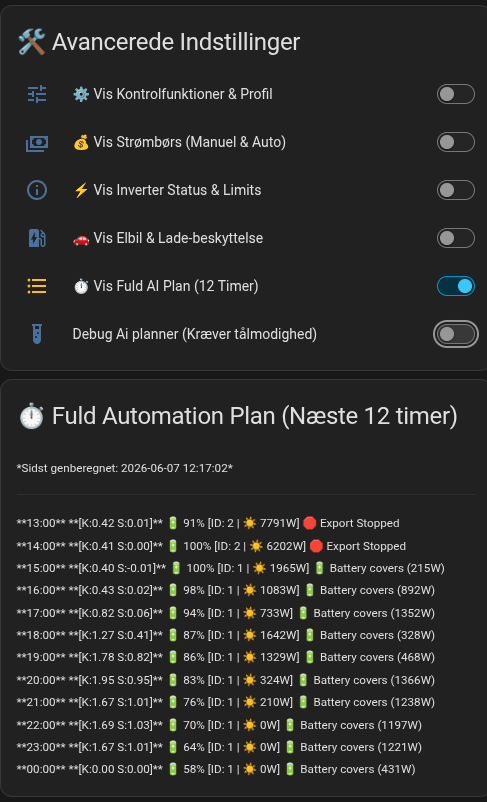 🛠️ Avancerede Indstillinger
⚙️ Vis Kontrolfunktioner & Profil
💰 Vis Strømbørs (Manuel & Auto)
⚡ Vis Inverter Status & Limits
🚗 Vis Elbil & Lade-beskyttelse
⏱️ Vis Fuld AI Plan (12 Timer)
Debug Ai planner (Kræver tålmodighed)
⏱️ Fuld Automation Plan (Næste 12 timer)
*Sidst genberegnet: 2026-06-07 12:17:02*
**13:00** **[K:0.42 S:0.01]** 🔋 91% [ID: 2 | ☀️ 7791W] 🛑 Export Stopped
**14:00** **[K:0.41 S:0.00]** 🔋 100% [ID: 2 | ☀️ 6202W] 🛑 Export Stopped
**15:00** **[K:0.40 S:-0.01]** 🔋 100% [ID: 1 | ☀️ 1965W] 🔋 Battery covers (215W)
**16:00** **[K:0.43 S:0.02]** 🔋 98% [ID: 1 | ☀️ 1083W] 🔋 Battery covers (892W)
**17:00** **[K:0.82 S:0.06]** 🔋 94% [ID: 1 | ☀️ 733W] 🔋 Battery covers (1352W)
**18:00** **[K:1.27 S:0.41]** 🔋 87% [ID: 1 | ☀️ 1642W] 🔋 Battery covers (328W)
**19:00** **[K:1.78 S:0.82]** 🔋 86% [ID: 1 | ☀️ 1329W] 🔋 Battery covers (468W)
**20:00** **[K:1.95 S:0.95]** 🔋 83% [ID: 1 | ☀️ 324W] 🔋 Battery covers (1366W)
**21:00** **[K:1.67 S:1.01]** 🔋 76% [ID: 1 | ☀️ 210W] 🔋 Battery covers (1238W)
**22:00** **[K:1.69 S:1.03]** 🔋 70% [ID: 1 | ☀️ 0W] 🔋 Battery covers (1197W)
**23:00** **[K:1.67 S:1.01]** 🔋 64% [ID: 1 | ☀️ 0W] 🔋 Battery covers (1221W)
**00:00** **[K:0.00 S:0.00]** 🔋 58% [ID: 1 | ☀️ 0W] 🔋 Battery covers (431W)